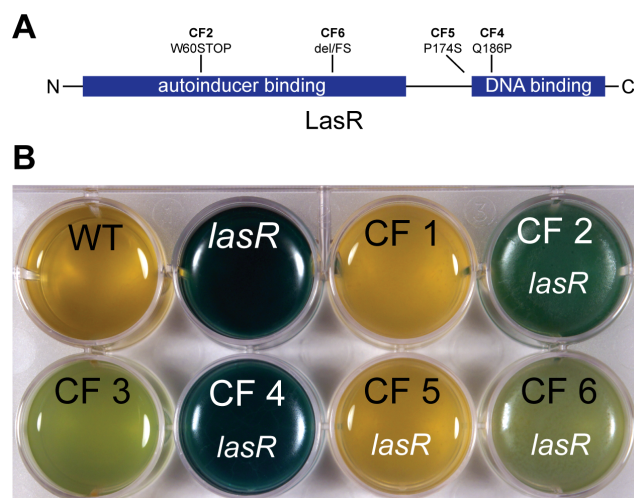 A
CF2
W60STOP
CF6
del/FS
CF5
P174S
CF4
Q186P
N
autoinducer binding
DNA binding
C
LasR
B
WT
lasR
CF 1
CF 2
lasR
CF 3
CF 4
lasR
CF 5
lasR
CF 6
lasR